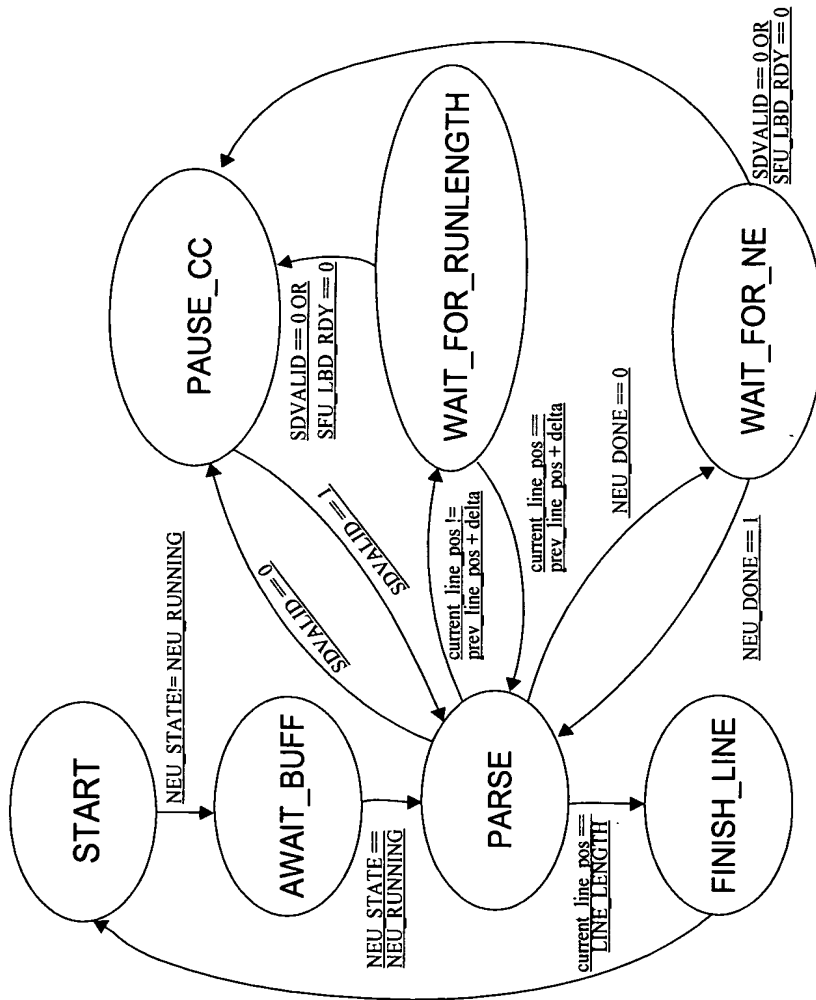 START
NEU_STATE!= NEU_RUNNING
AWAIT_BUFF
NEU_STATE ==
NEU_RUNNING
PARSE
current_line_pos ==
LINE_LENGTH
FINISH_LINE
SDVALID == 0
SDVALID == 1
PAUSE_CC
SDVALID == 0 OR
SFU_LBD_RDY == 0
current_line_pos !=
prev_line_pos + delta
WAIT_FOR_RUNLENGTH
current_line_pos ==
prev_line_pos + delta
NEU_DONE == 0
NEU_DONE == 1
WAIT_FOR_NE
SDVALID == 0 OR
SFU_LBD_RDY == 0